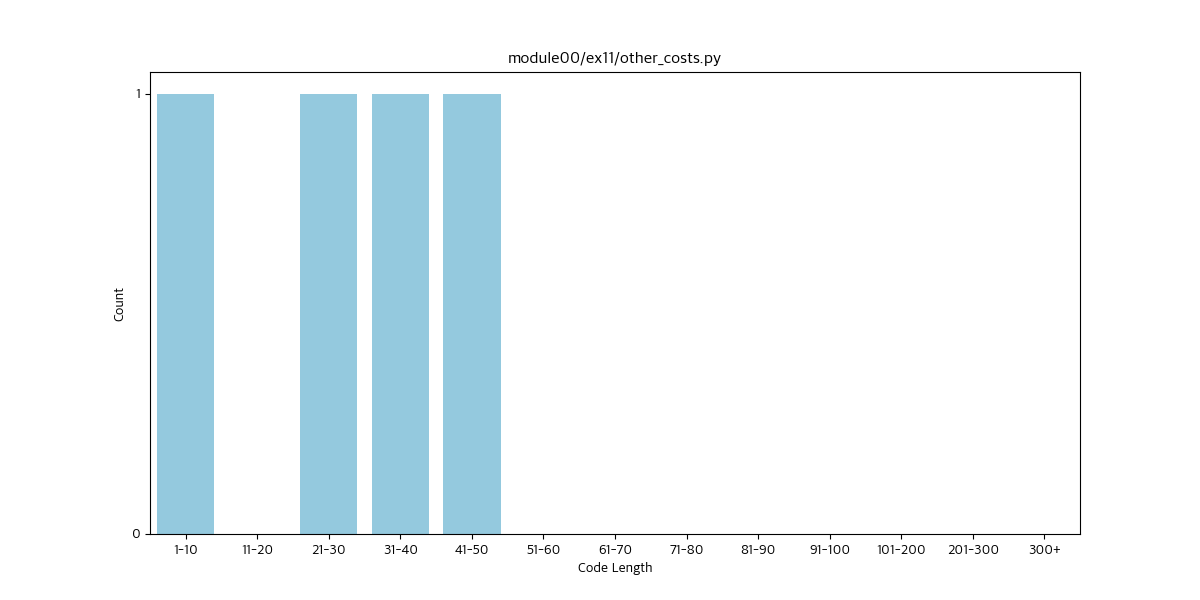 module00/ex11/other_costs.py
1
Count
0
1-10 11-20 21-30 31-40 41-50 51-60 61-70 71-80 81-90 91-100 101-200 201-300 300+
Code Length